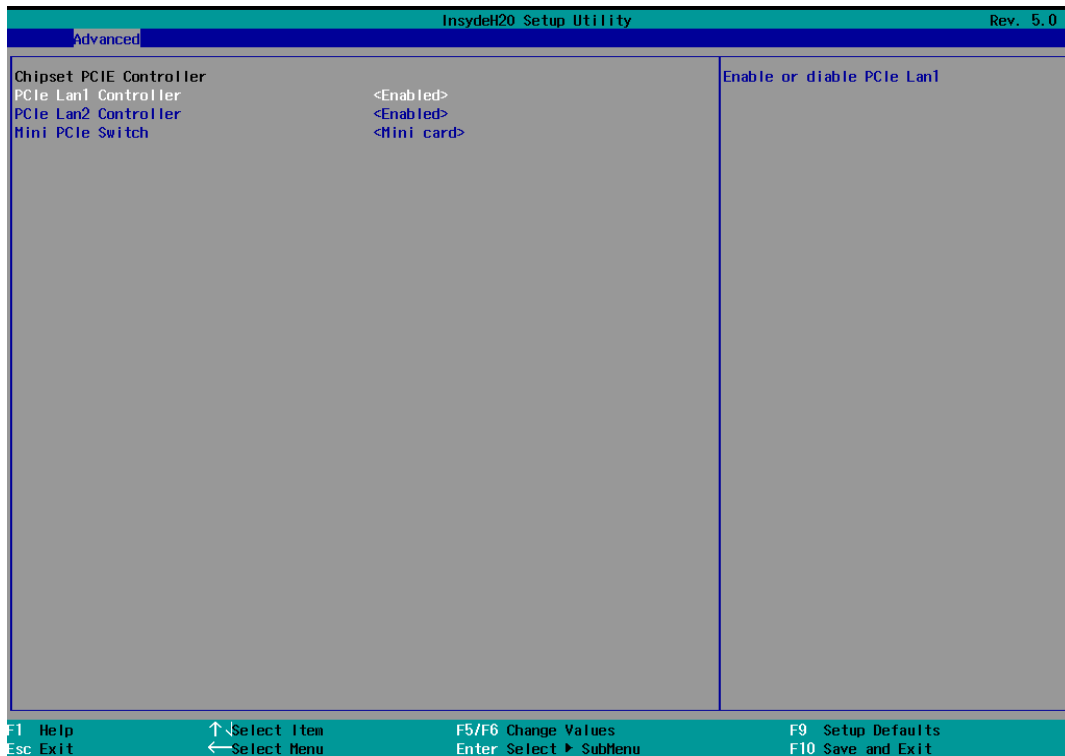 InsydeH20 Setup Utility Rev. 5.0
Advanced
Chipset PCIE Controller
PCIe Lan1 Controller <Enabled>
PCIe Lan2 Controller <Enabled>
Mini PCIe Switch <Mini card>
Enable or diable PCIe Lan1
F1 Help ↑↓Select Item F5/F6 Change Values F9 Setup Defaults
Esc Exit ←Select Menu Enter Select ▶ SubMenu F10 Save and Exit